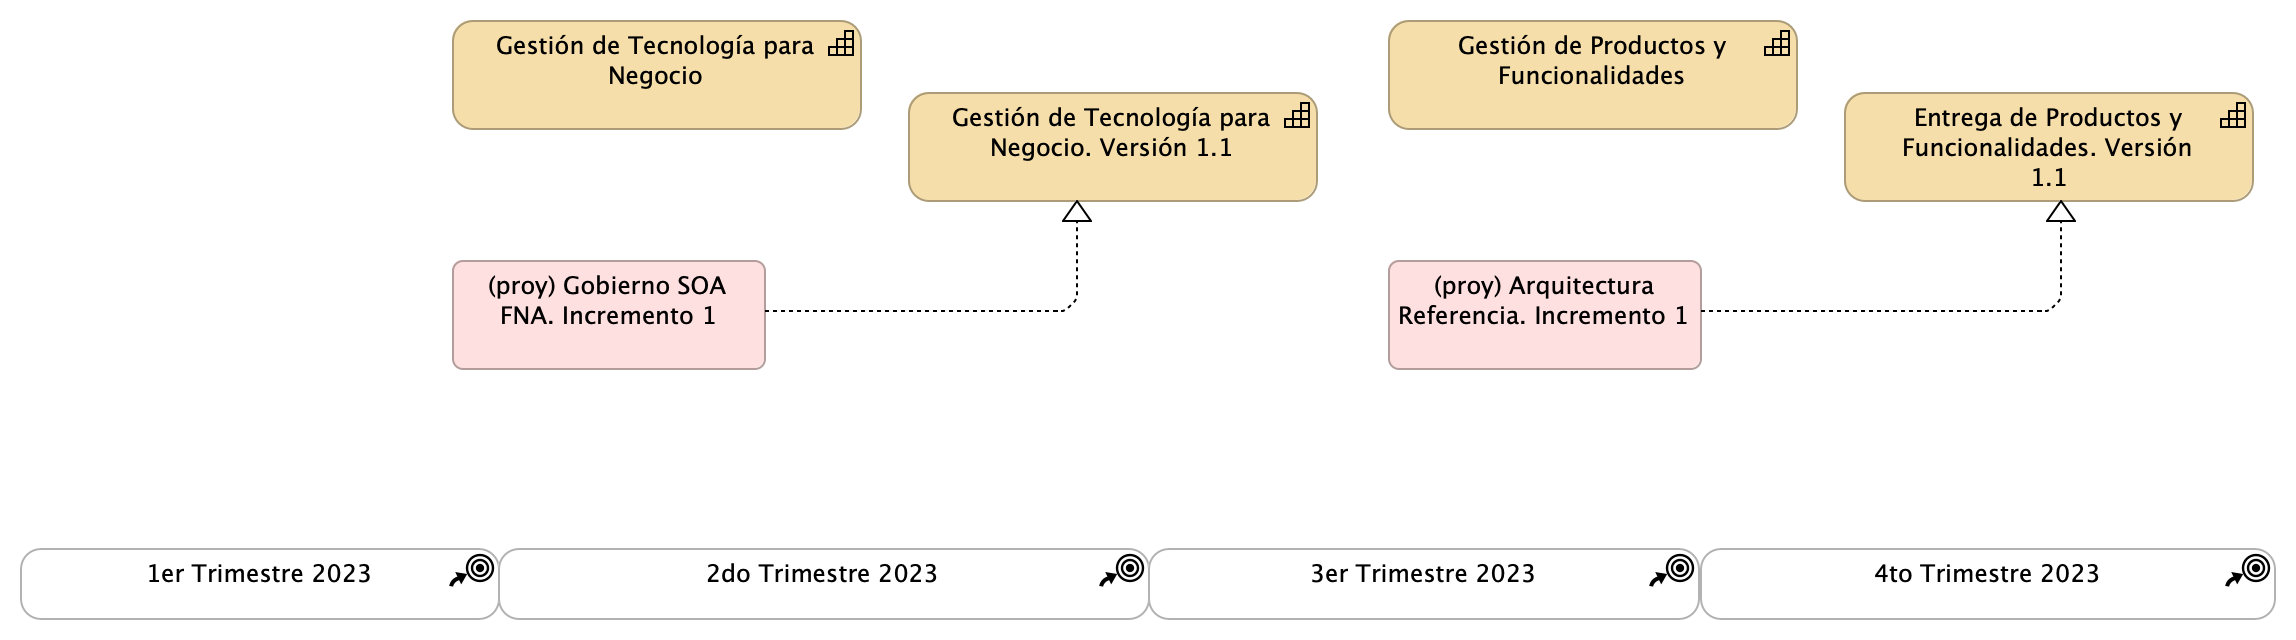 Gestión de Tecnología para
Negocio
Gestión de Tecnología para
Negocio. Versión 1.1
Gestión de Productos y
Funcionalidades
Entrega de Productos y
Funcionalidades. Versión
1.1
(proy) Gobierno SOA
FNA. Incremento 1
(proy) Arquitectura
Referencia. Incremento 1
1er Trimestre 2023
2do Trimestre 2023
3er Trimestre 2023
4to Trimestre 2023